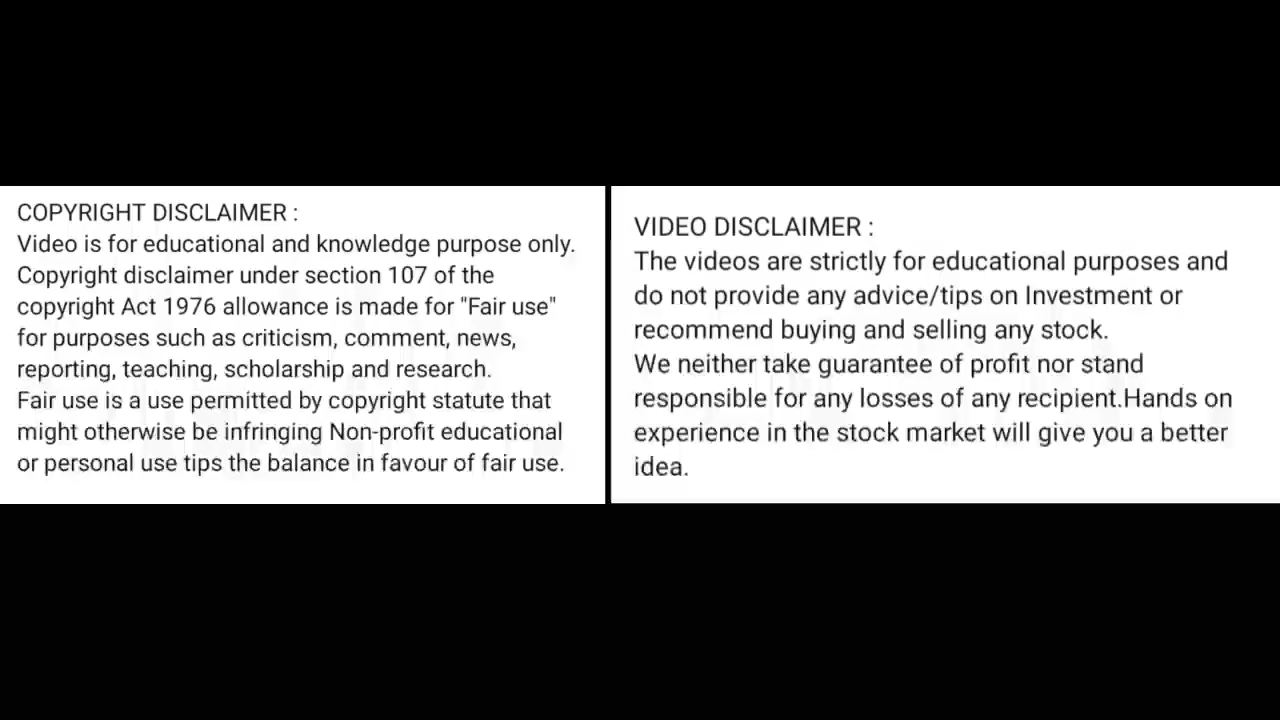 COPYRIGHT DISCLAIMER :
Video is for educational and knowledge purpose only.
Copyright disclaimer under section 107 of the
copyright Act 1976 allowance is made for "Fair use"
for purposes such as criticism, comment, news,
reporting, teaching, scholarship and research.
Fair use is a use permitted by copyright statute that
might otherwise be infringing Non-profit educational
or personal use tips the balance in favour of fair use.
VIDEO DISCLAIMER :
The videos are strictly for educational purposes and
do not provide any advice/tips on Investment or
recommend buying and selling any stock.
We neither take guarantee of profit nor stand
responsible for any losses of any recipient.Hands on
experience in the stock market will give you a better
idea.